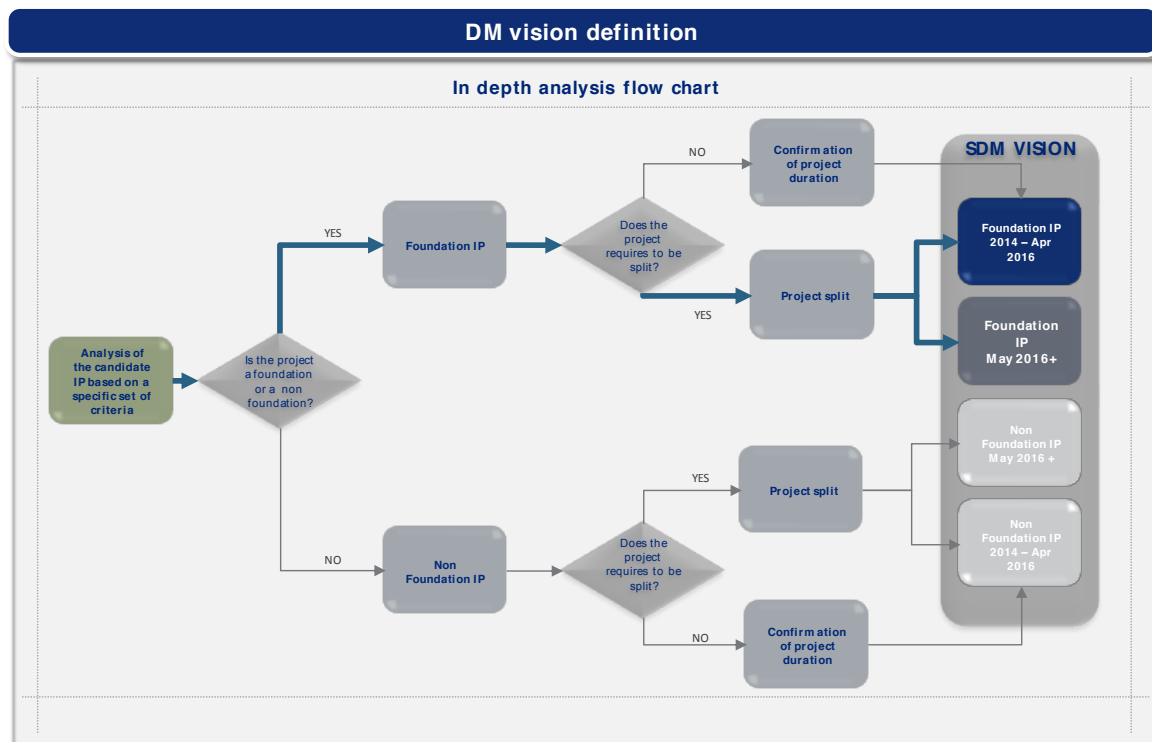 DM vision definition
In depth analysis flow chart
NO
Confirmation
of project
duration
SDM VISION
YES
Foundation IP
Does the
project
requires to be
split?
Foundation IP
2014 – Apr
2016
Project split
YES
Foundation
IP
May 2016+
Analysis of
the candidate
IP based on a
specific set of
criteria
Is the project
a foundation
or a non
foundation?
Non
Foundation IP
May 2016 +
YES
Project split
Non
Foundation IP
2014 – Apr
2016
NO
Non
Foundation IP
Does the
project
requires to be
split?
NO
Confirmation
of project
duration